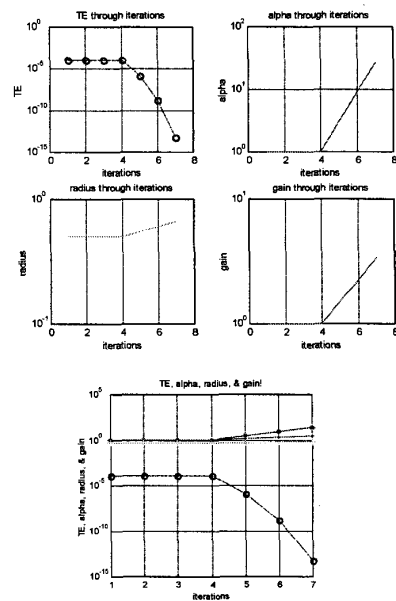 TE through iterations
alpha through iterations
10^0
10^-5
10^-10
10^-15
TE
0 2 4 6 8
iterations
10^2
10^1
10^0
alpha
0 2 4 6 8
iterations
radius through iterations
gain through iterations
10^0
10^-1
radius
0 2 4 6 8
iterations
10^1
10^0
gain
0 2 4 6 8
iterations
TE, alpha, radius, & gain!
10^5
10^0
10^-5
10^-10
10^-15
TE, alpha, radius, & gain
1 2 3 4 5 6 7
iterations